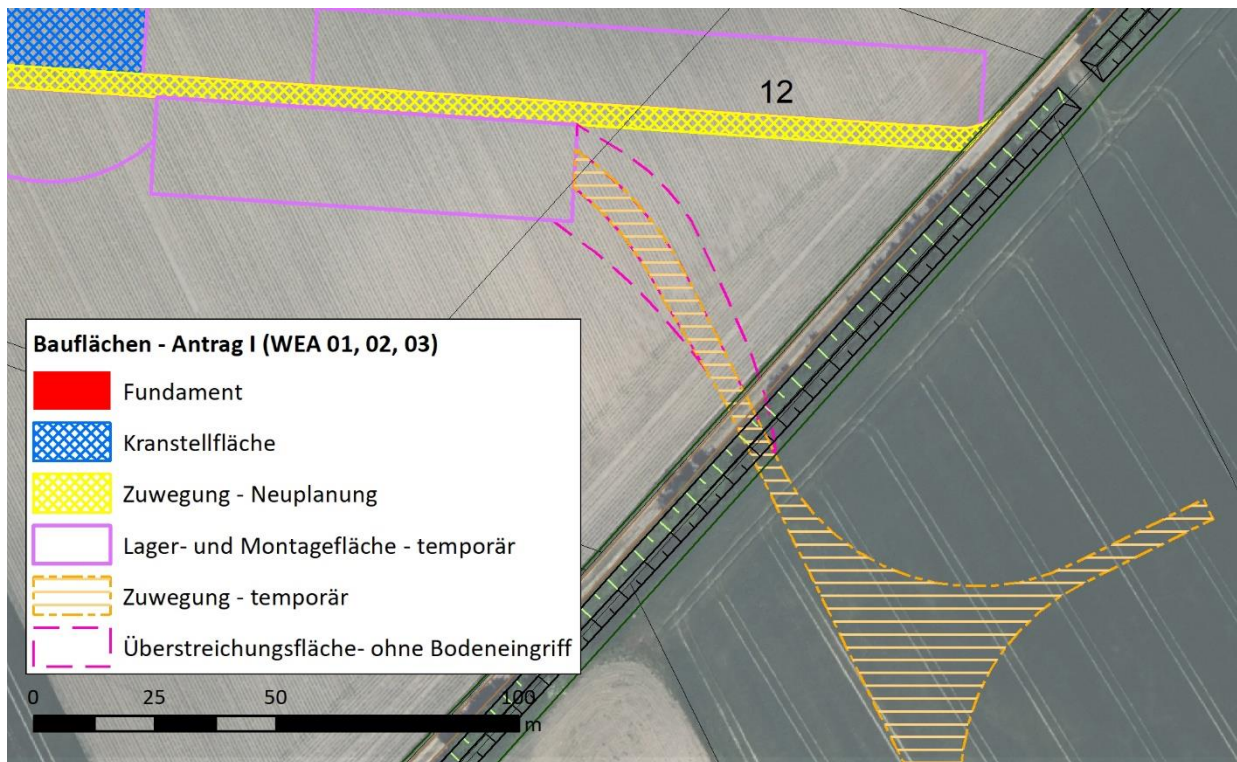 12
Bauflächen - Antrag I (WEA 01, 02, 03)
Fundament
Kranstellfläche
Zuwegung - Neuplanung
Lager- und Montagefläche - temporär
Zuwegung - temporär
Überstreichungsfläche- ohne Bodeneingriff
0 25 50 100
m